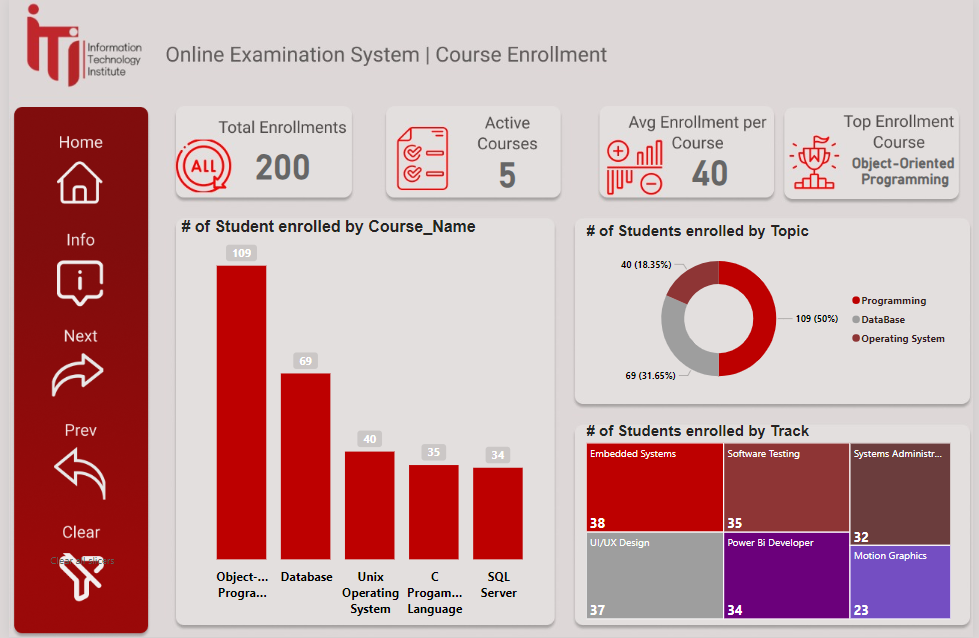 iTi
Information
Technology
Institute
Online Examination System | Course Enrollment
Home
Info
Next
Prev
Clear
Total Enrollments
ALL
200
Active
Courses
5
Avg Enrollment per
Course
40
Top Enrollment
Course
Object-Oriented
Programming
# of Student enrolled by Course_Name
109
69
40
35
34
Object-...
Progra...
Database
Unix
Operating
System
C
Progam...
Language
SQL
Server
# of Students enrolled by Topic
40 (18.35%)
109 (50%)
69 (31.65%)
Programming
DataBase
Operating System
# of Students enrolled by Track
Embedded Systems
38
Software Testing
35
Systems Administr...
32
UI/UX Design
37
Power Bi Developer
34
Motion Graphics
23